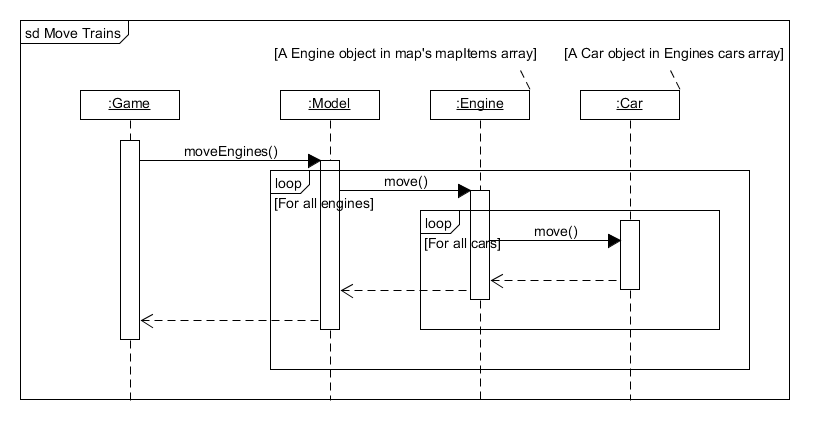 sd Move Trains
[A Engine object in map's mapItems array]
[A Car object in Engines cars array]
:Game
:Model
:Engine
:Car
moveEngines()
loop
move()
[For all engines]
loop
move()
[For all cars]